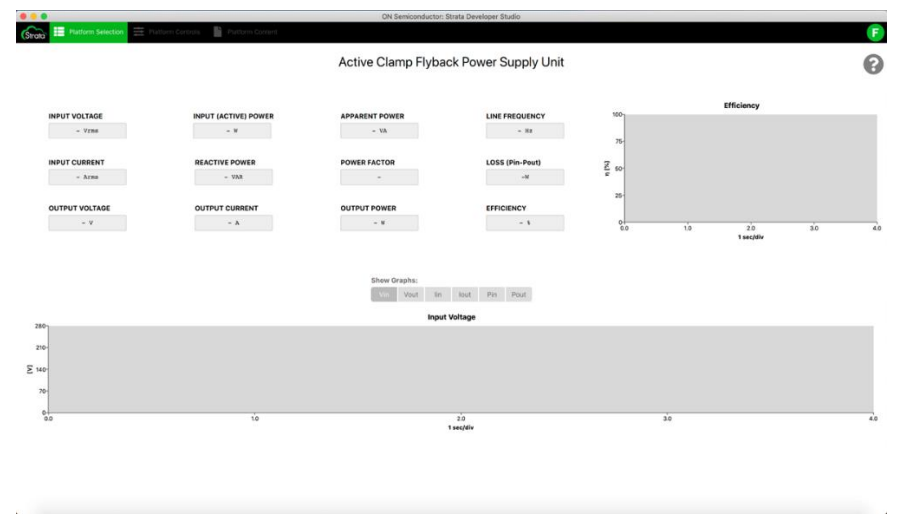 ON Semiconductor: Strata Developer Studio
Strata Platform Selection Platform Controls Platform Content F
Active Clamp Flyback Power Supply Unit
?
INPUT VOLTAGE INPUT (ACTIVE) POWER APPARENT POWER LINE FREQUENCY
- Vrms - W - VA - Hz
INPUT CURRENT REACTIVE POWER POWER FACTOR LOSS (Pin-Pout)
- Arms - VAR - -W
OUTPUT VOLTAGE OUTPUT CURRENT OUTPUT POWER EFFICIENCY
- V - A - W - %
Efficiency
100
75
50
25
0
η [%]
0.0 1.0 2.0 3.0 4.0
1 sec/div
Show Graphs:
Vin Vout Iin Iout Pin Pout
Input Voltage
280
210
140
70
0
[V]
0.0 1.0 2.0 3.0 4.0
1 sec/div